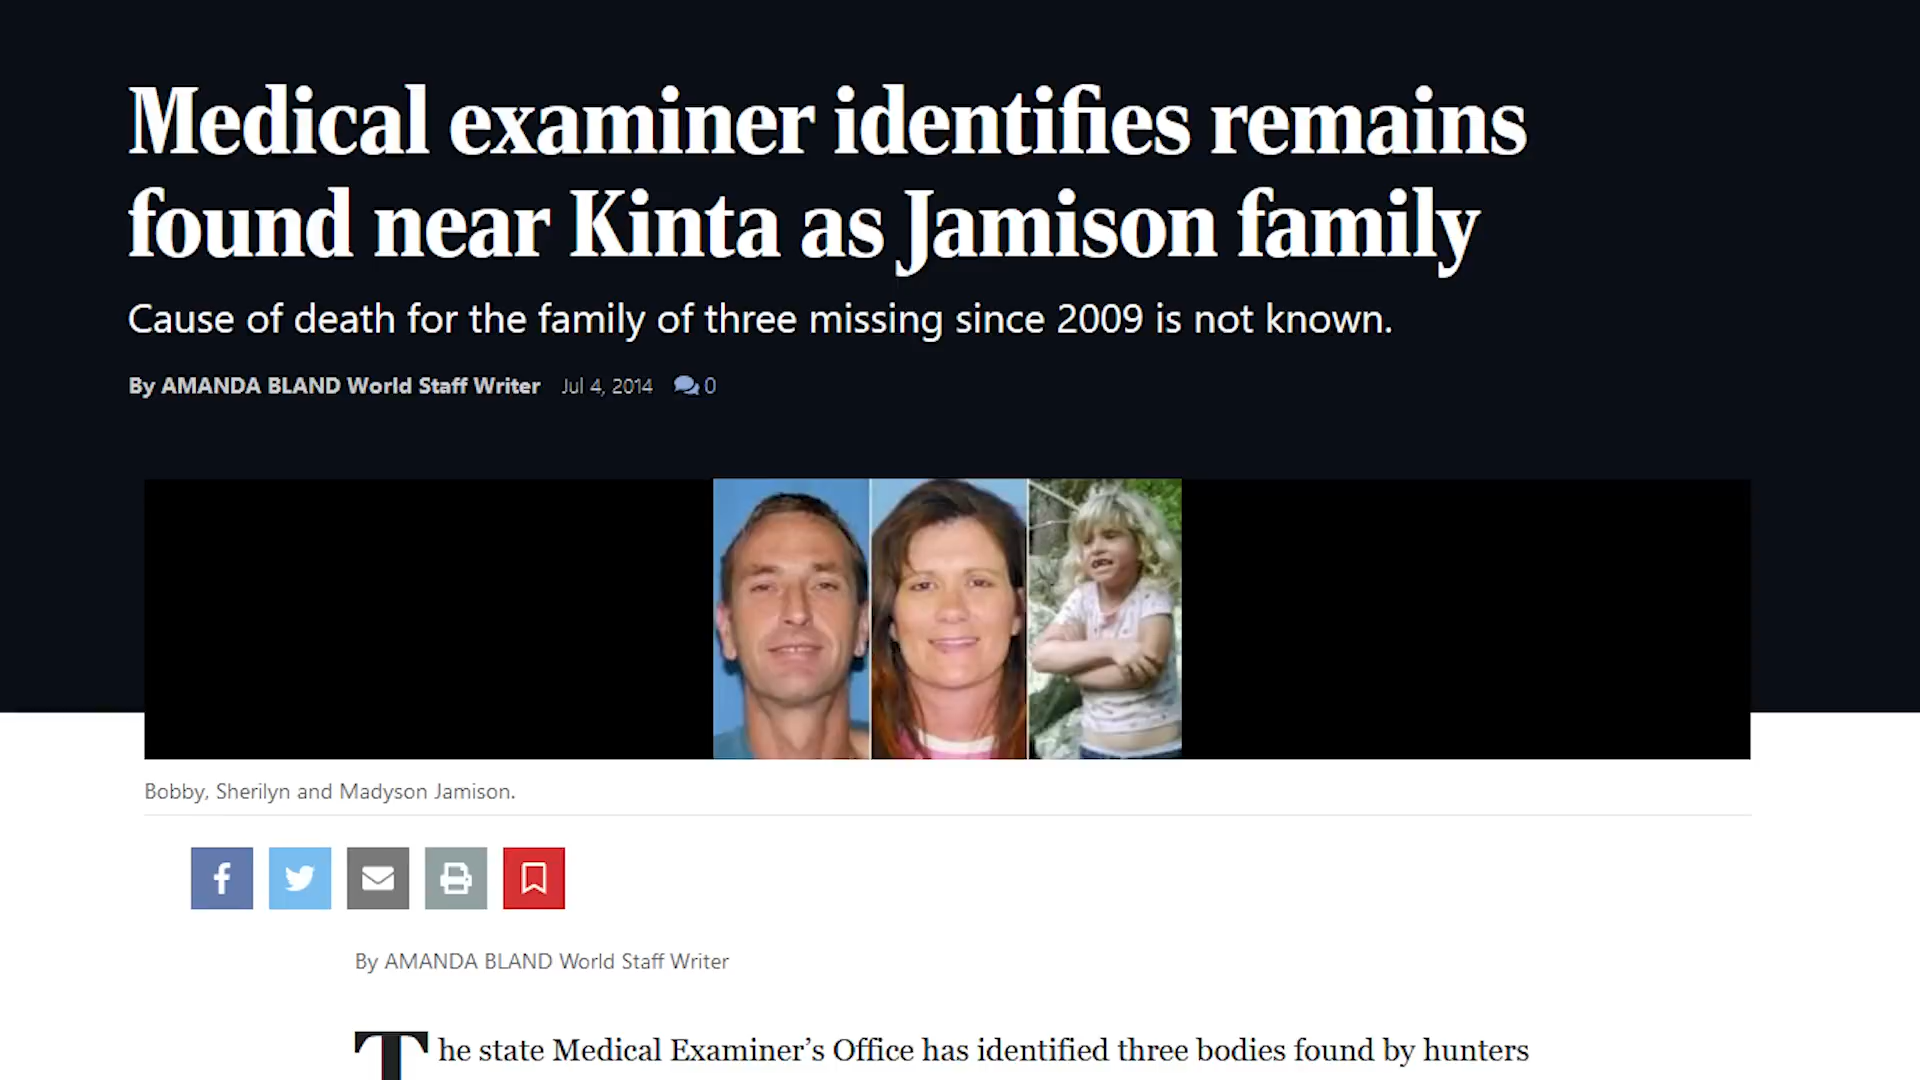 Medical examiner identifies remains
found near Kinta as Jamison family
Cause of death for the family of three missing since 2009 is not known.
By AMANDA BLAND World Staff Writer Jul 4, 2014 0
Bobby, Sherilyn and Madyson Jamison.
f
By AMANDA BLAND World Staff Writer
The state Medical Examiner’s Office has identified three bodies found by hunters